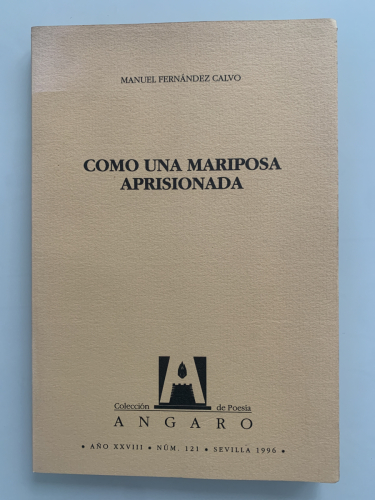 MANUEL FERNÁNDEZ CALVO
COMO UNA MARIPOSA
APRISIONADA
A
Colección de Poesía
ANGARO
• AÑO XXVIII • NÚM. 121 • SEVILLA 1996 •